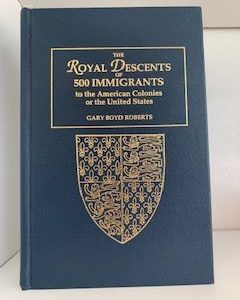 THE
ROYAL DESCENTS
OF
500 IMMIGRANTS
to the American Colonies
or the United States
GARY BOYD ROBERTS